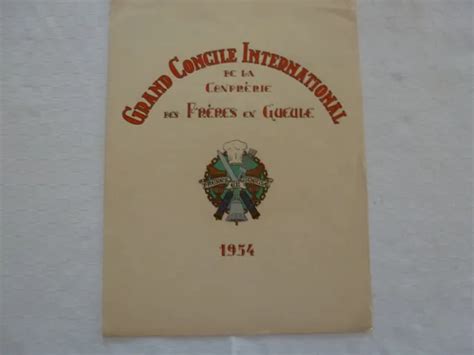 GRAND CONCILE INTERNATIONAL
DE LA
CONFRÉRIE
DES FRÈRES EN GUEULE
1954